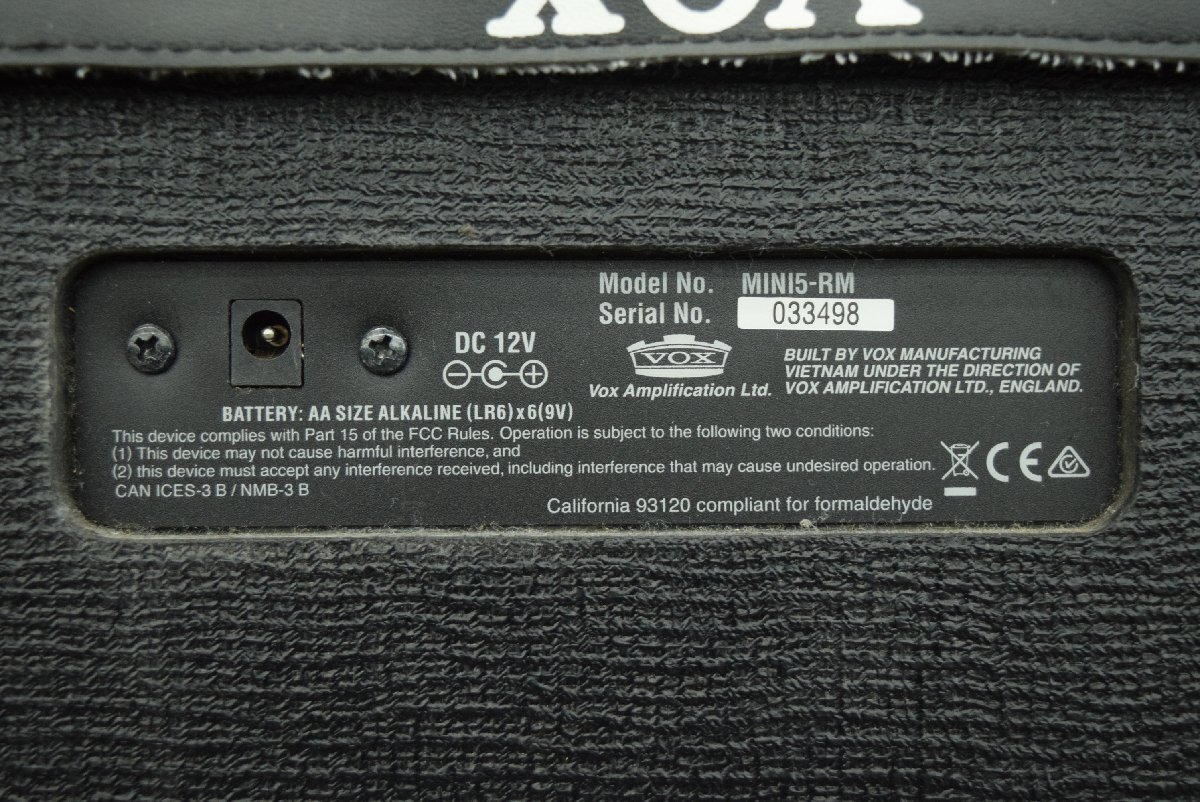 VOX
Model No. MINI5-RM
Serial No. 033498
DC 12V
VOX
Vox Amplification Ltd.
BUILT BY VOX MANUFACTURING
VIETNAM UNDER THE DIRECTION OF
VOX AMPLIFICATION LTD., ENGLAND.
BATTERY: AA SIZE ALKALINE (LR6) x 6(9V)
This device complies with Part 15 of the FCC Rules. Operation is subject to the following two conditions:
(1) This device may not cause harmful interference, and
(2) this device must accept any interference received, including interference that may cause undesired operation.
CAN ICES-3 B / NMB-3 B
CE
California 93120 compliant for formaldehyde